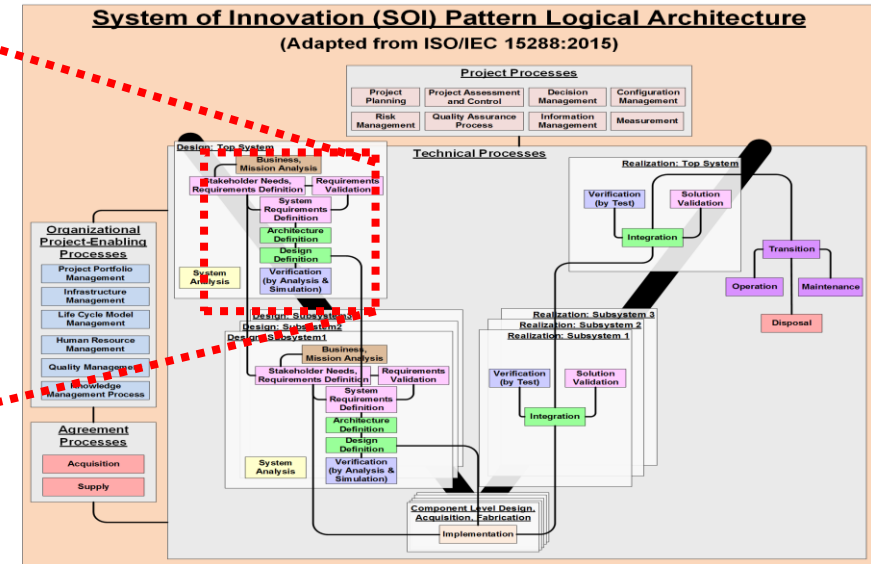 System of Innovation (SOI) Pattern Logical Architecture
(Adapted from ISO/IEC 15288:2015)
Project Processes
Project
Planning
Project Assessment
and Control
Decision
Management
Configuration
Management
Risk
Management
Quality Assurance
Process
Information
Management
Measurement
Technical Processes
Design: Top System
Business,
Mission Analysis
Stakeholder Needs,
Requirements Definition
Requirements
Validation
System
Requirements
Definition
Architecture
Definition
Design
Definition
System
Analysis
Verification
(by Analysis &
Simulation)
Realization: Top System
Verification
(by Test)
Solution
Validation
Integration
Transition
Operation
Maintenance
Disposal
Organizational
Project-Enabling
Processes
Project Portfolio
Management
Infrastructure
Management
Life Cycle Model
Management
Human Resource
Management
Quality Management
Knowledge
Management Process
Agreement
Processes
Acquisition
Supply
Design: Subsystem3
Design: Subsystem2
Design: Subsystem1
Business,
Mission Analysis
Stakeholder Needs,
Requirements Definition
Requirements
Validation
System
Requirements
Definition
Architecture
Definition
Design
Definition
System
Analysis
Verification
(by Analysis &
Simulation)
Realization: Subsystem 3
Realization: Subsystem 2
Realization: Subsystem 1
Verification
(by Test)
Solution
Validation
Integration
Component Level Design,
Acquisition, Fabrication
Implementation